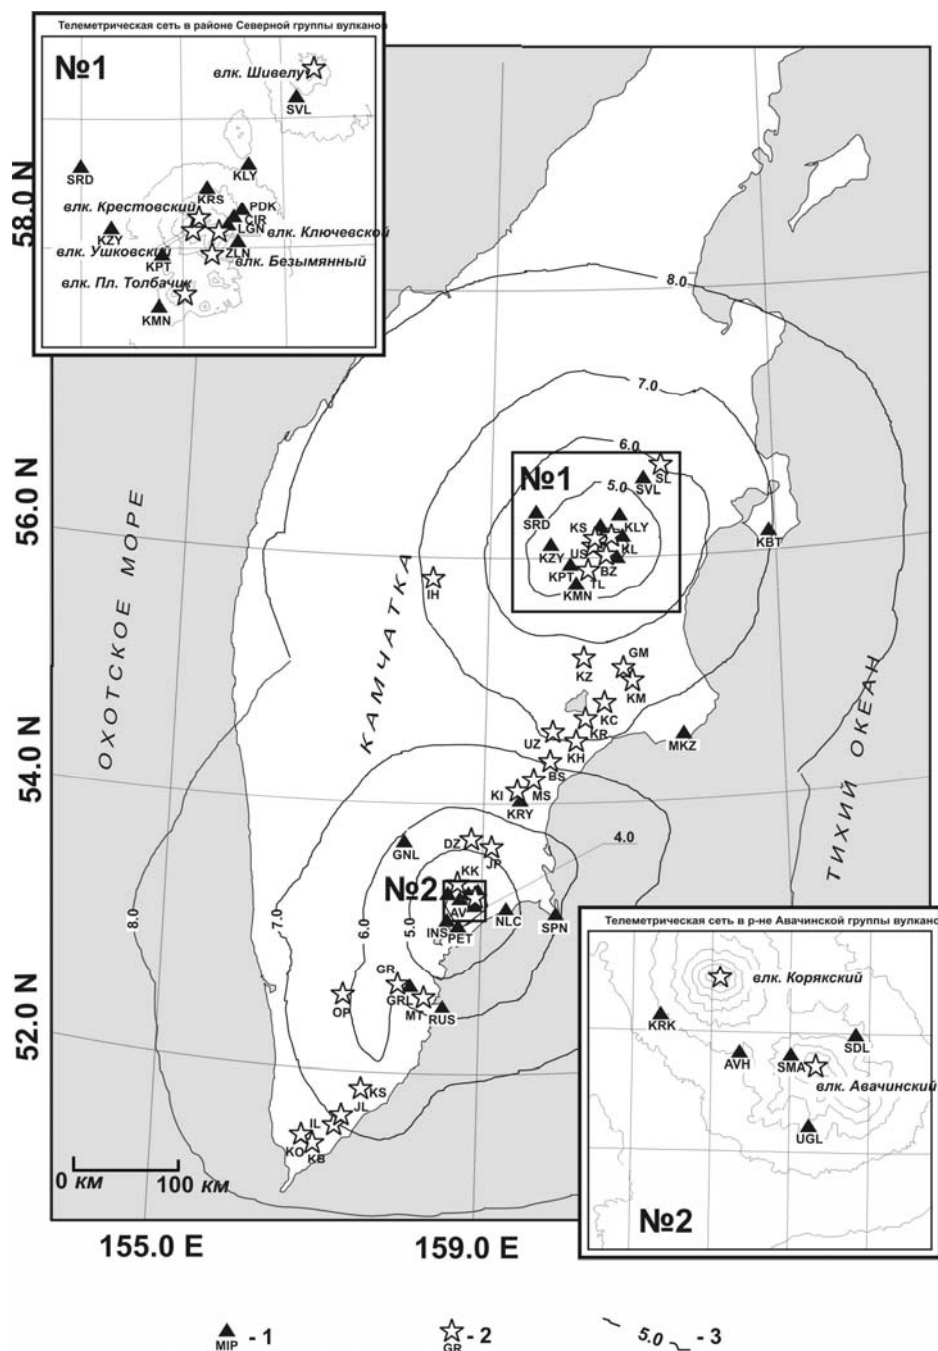 Телеметрическая сеть в районе Северной группы вулканов
№1
влк. Шивелуч
SVL
SRD
KLY
KRS
влк. Крестовский
PDK
CIR
LGN
KZY
влк. Ключевской
влк. Ушковский
ZLN
KPT
влк. Безымянный
влк. Пл. Толбачик
KMN
58.0 N
56.0 N
54.0 N
52.0 N
8.0
7.0
6.0
№1
SL
SVL
5.0
SRD
KS
KLY
KBT
KZY
US
KL
KPT
BZ
TL
KMN
IH
ОХОТСКОЕ МОРЕ
КАМЧАТКА
ТИХИЙ ОКЕАН
GM
KZ
KM
KC
KR
UZ
KH
MKZ
BS
KI
MS
KRY
4.0
DZ
JP
GNL
KK
№2
AV
INS
PET
NLC
SPN
8.0
7.0
6.0
5.0
GR
OP
GRL
MT
RUS
KS
JL
IL
KO
KB
0 км
100 км
155.0 E
159.0 E
Телеметрическая сеть в р-не Авачинской группы вулкано
влк. Корякский
KRK
AVH
SMA
SDL
влк. Авачинский
UGL
№2
MIP
- 1
GR
- 2
5.0
- 3